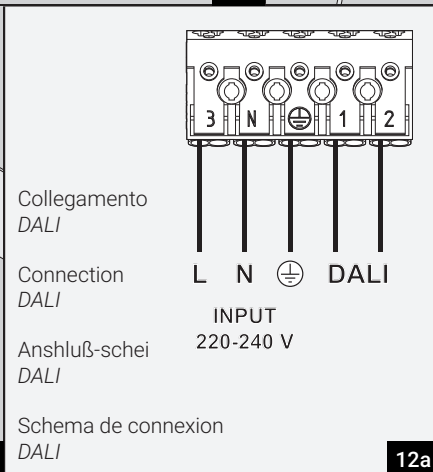 3 N ⏚ 1 2
L N ⏚ DALI
INPUT
220-240 V
Collegamento
DALI
Connection
DALI
Anshluß-schei
DALI
Schema de connexion
DALI
12a